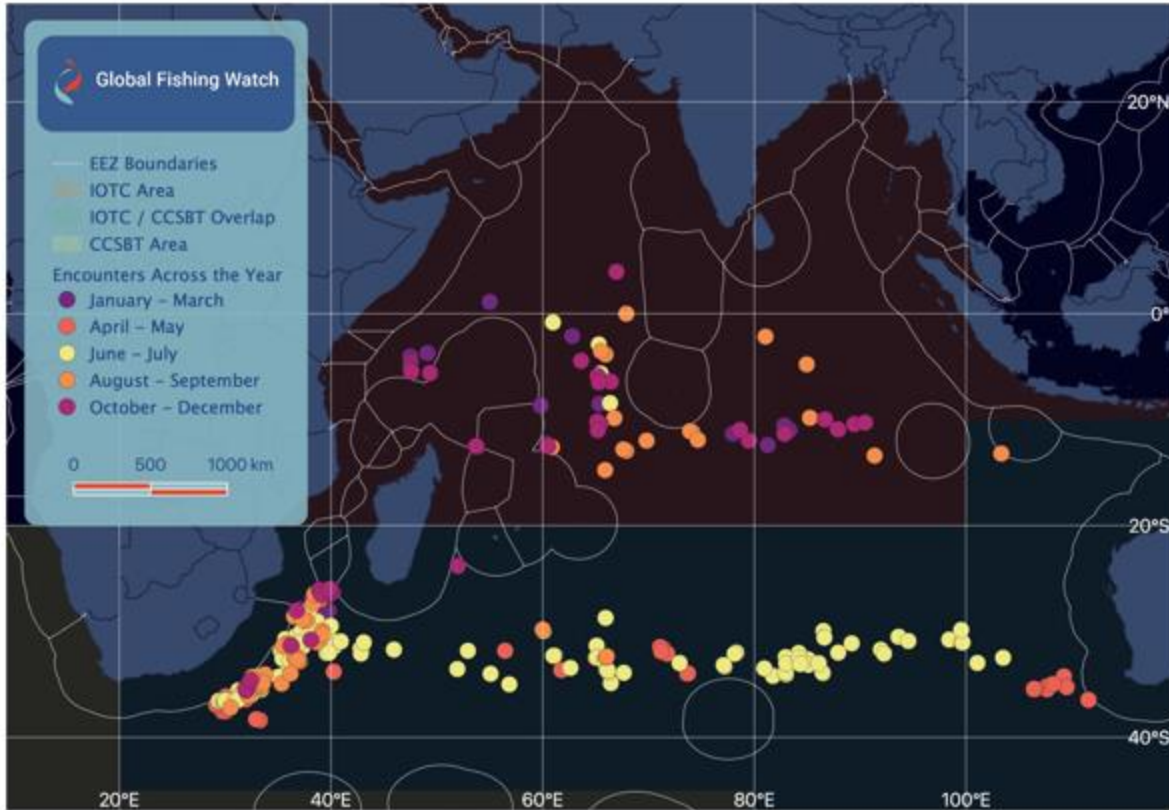 Global Fishing Watch
EEZ Boundaries
IOTC Area
IOTC / CCSBT Overlap
CCSBT Area
Encounters Across the Year
January – March
April – May
June – July
August – September
October – December
0 500 1000 km
20°N
0°
20°S
40°S
20°E 40°E 60°E 80°E 100°E